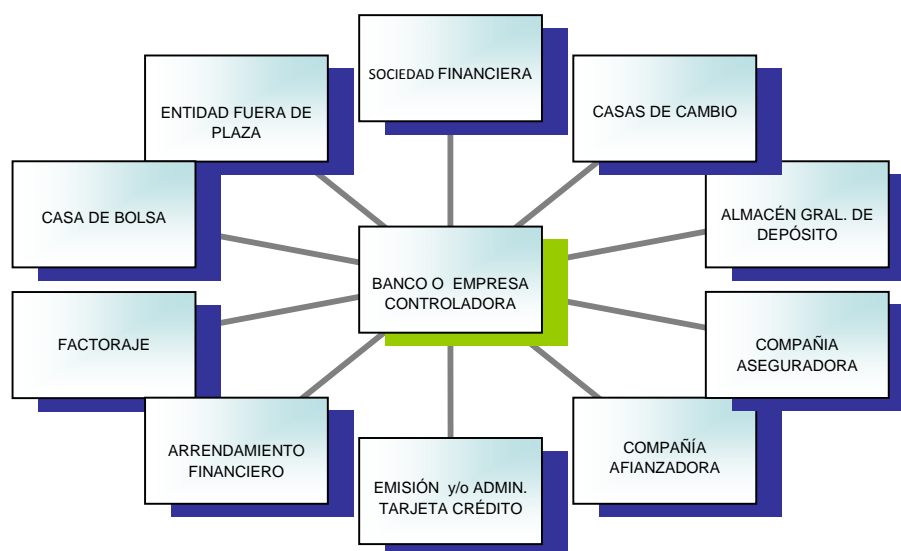 SOCIEDAD FINANCIERA
ENTIDAD FUERA DE
PLAZA
CASAS DE CAMBIO
CASA DE BOLSA
ALMACÉN GRAL. DE
DEPÓSITO
BANCO O EMPRESA
CONTROLADORA
FACTORAJE
COMPAÑIA
ASEGURADORA
ARRENDAMIENTO
FINANCIERO
COMPAÑÍA
AFIANZADORA
EMISIÓN y/o ADMIN.
TARJETA CRÉDITO